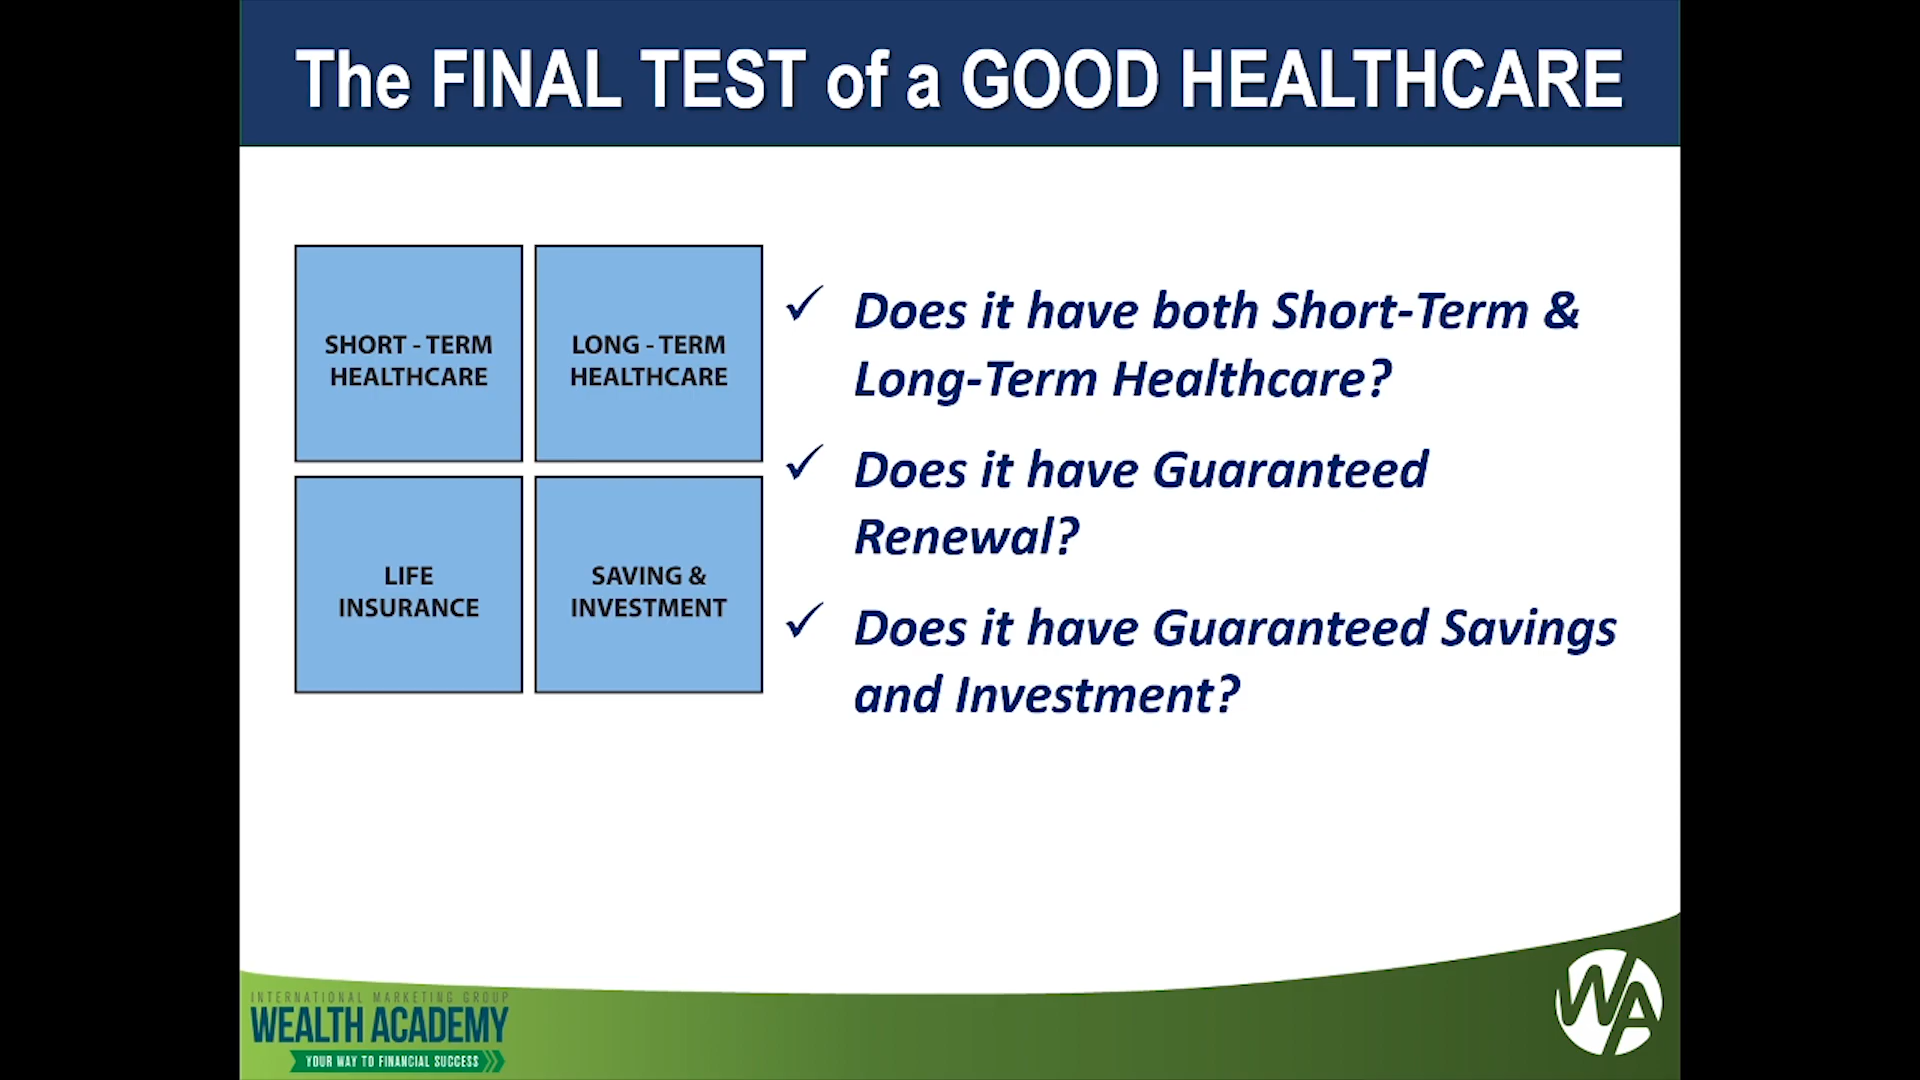 The FINAL TEST of a GOOD HEALTHCARE
SHORT - TERM
HEALTHCARE
LONG - TERM
HEALTHCARE
LIFE
INSURANCE
SAVING &
INVESTMENT
✓ Does it have both Short-Term &
Long-Term Healthcare?
✓ Does it have Guaranteed
Renewal?
✓ Does it have Guaranteed Savings
and Investment?
INTERNATIONAL MARKETING GROUP
WEALTH ACADEMY
YOUR WAY TO FINANCIAL SUCCESS
WA